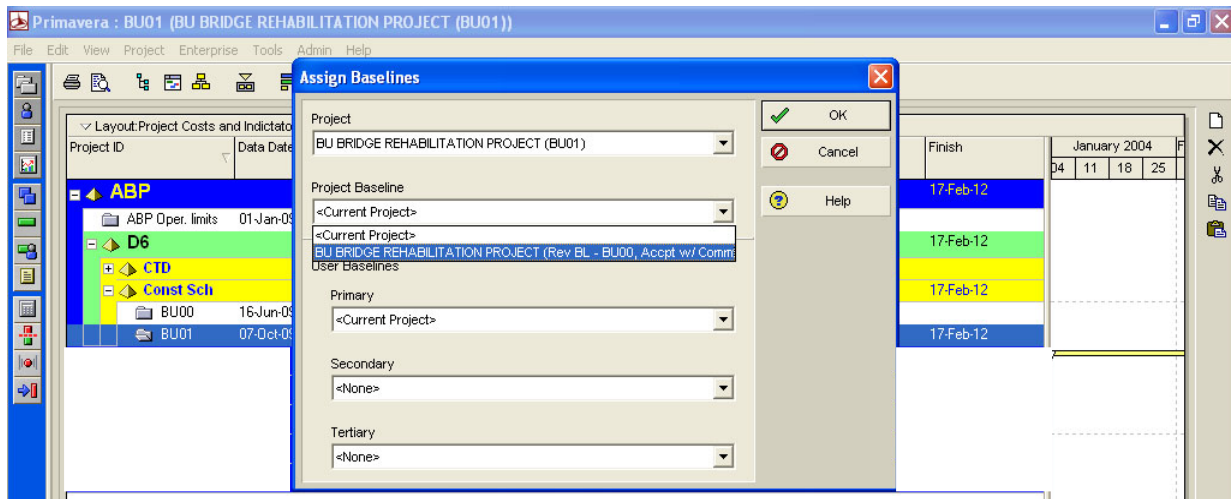 Primavera : BU01 (BU BRIDGE REHABILITATION PROJECT (BU01))
File Edit View Project Enterprise Tools Admin Help
Assign Baselines
Project
BU BRIDGE REHABILITATION PROJECT (BU01)
OK
Cancel
Help
Project Baseline
<Current Project>
<Current Project>
BU BRIDGE REHABILITATION PROJECT (Rev BL - BU00, Accpt w/ Comm
User Baselines
Primary
<Current Project>
Secondary
<None>
Tertiary
<None>
Layout:Project Costs and Indictato
Project ID Data Date Finish January 2004 F
04 11 18 25
ABP 17-Feb-12
ABP Oper. limits 01-Jan-09
D6 17-Feb-12
CTD
Const Sch 17-Feb-12
BU00 16-Jun-09
BU01 07-Oct-09 17-Feb-12